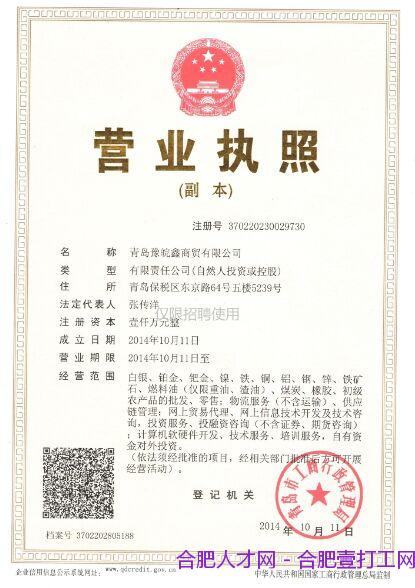 营业执照
(副 本)
注册号 370220230029730
名称 青岛豫皖鑫商贸有限公司
类型 有限责任公司(自然人投资或控股)
住所 青岛保税区东京路64号五楼5239号
法定代表人 张传洋
仅限招聘使用
注册资本 壹仟万元整
成立日期 2014年10月11日
营业期限 2014年10月11日至
经营范围 白银、铂金、钯金、镍、铁、铜、铝、钢、锌、铁矿
石、燃料油（仅限重油、渣油）、煤炭、橡胶、初级
农产品的批发、零售；物流服务（不含运输）、供应
链管理；网上贸易代理、网上信息技术开发及技术咨
询，投资服务、投融资咨询（不含证券、期货咨询）
；计算机软硬件开发、技术服务、培训服务，自有资
金对外投资。
（依法须经批准的项目，经相关部门批准后方可开展
经营活动）。
登记机关
青岛市工商行政管理局
2014年10月11日
档案号 3702202805188
合肥人才网 - 合肥壹打工网
企业信用信息公示系统网址：www.qdcredit.gov.cn
中华人民共和国国家工商行政管理总局监制